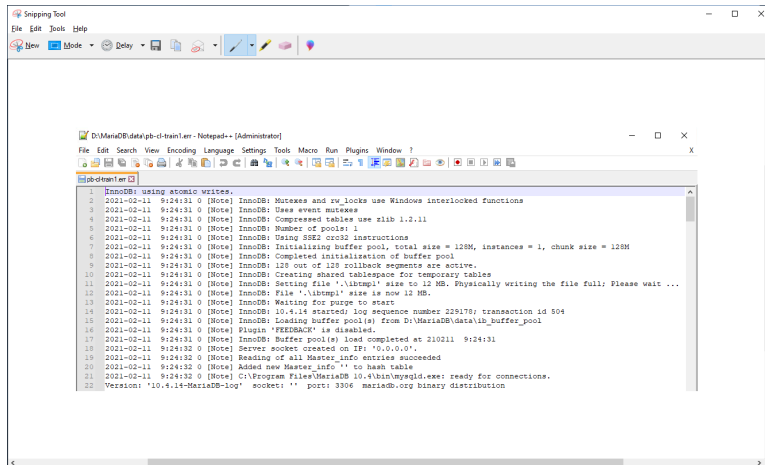 Snipping Tool
File Edit Tools Help
New Mode Delay
D:\MariaDB\data\pb-cl-train1.err - Notepad++ [Administrator]
File Edit Search View Encoding Language Settings Tools Macro Run Plugins Window ?
X
pb-cl-train1.err
1 InnoDB: using atomic writes.
2 2021-02-11 9:24:31 0 [Note] InnoDB: Mutexes and rw_locks use Windows interlocked functions
3 2021-02-11 9:24:31 0 [Note] InnoDB: Uses event mutexes
4 2021-02-11 9:24:31 0 [Note] InnoDB: Compressed tables use zlib 1.2.11
5 2021-02-11 9:24:31 0 [Note] InnoDB: Number of pools: 1
6 2021-02-11 9:24:31 0 [Note] InnoDB: Using SSE2 crc32 instructions
7 2021-02-11 9:24:31 0 [Note] InnoDB: Initializing buffer pool, total size = 128M, instances = 1, chunk size = 128M
8 2021-02-11 9:24:31 0 [Note] InnoDB: Completed initialization of buffer pool
9 2021-02-11 9:24:31 0 [Note] InnoDB: 128 out of 128 rollback segments are active.
10 2021-02-11 9:24:31 0 [Note] InnoDB: Creating shared tablespace for temporary tables
11 2021-02-11 9:24:31 0 [Note] InnoDB: Setting file '.\ibtmp1' size to 12 MB. Physically writing the file full; Please wait ...
12 2021-02-11 9:24:31 0 [Note] InnoDB: File '.\ibtmp1' size is now 12 MB.
13 2021-02-11 9:24:31 0 [Note] InnoDB: Waiting for purge to start
14 2021-02-11 9:24:31 0 [Note] InnoDB: 10.4.14 started; log sequence number 229178; transaction id 504
15 2021-02-11 9:24:31 0 [Note] InnoDB: Loading buffer pool(s) from D:\MariaDB\data\ib_buffer_pool
16 2021-02-11 9:24:31 0 [Note] Plugin 'FEEDBACK' is disabled.
17 2021-02-11 9:24:31 0 [Note] InnoDB: Buffer pool(s) load completed at 210211 9:24:31
18 2021-02-11 9:24:32 0 [Note] Server socket created on IP: '0.0.0.0'.
19 2021-02-11 9:24:32 0 [Note] Reading of all Master_info entries succeeded
20 2021-02-11 9:24:32 0 [Note] Added new Master_info '' to hash table
21 2021-02-11 9:24:32 0 [Note] C:\Program Files\MariaDB 10.4\bin\mysqld.exe: ready for connections.
22 Version: '10.4.14-MariaDB-log' socket: '' port: 3306 mariadb.org binary distribution